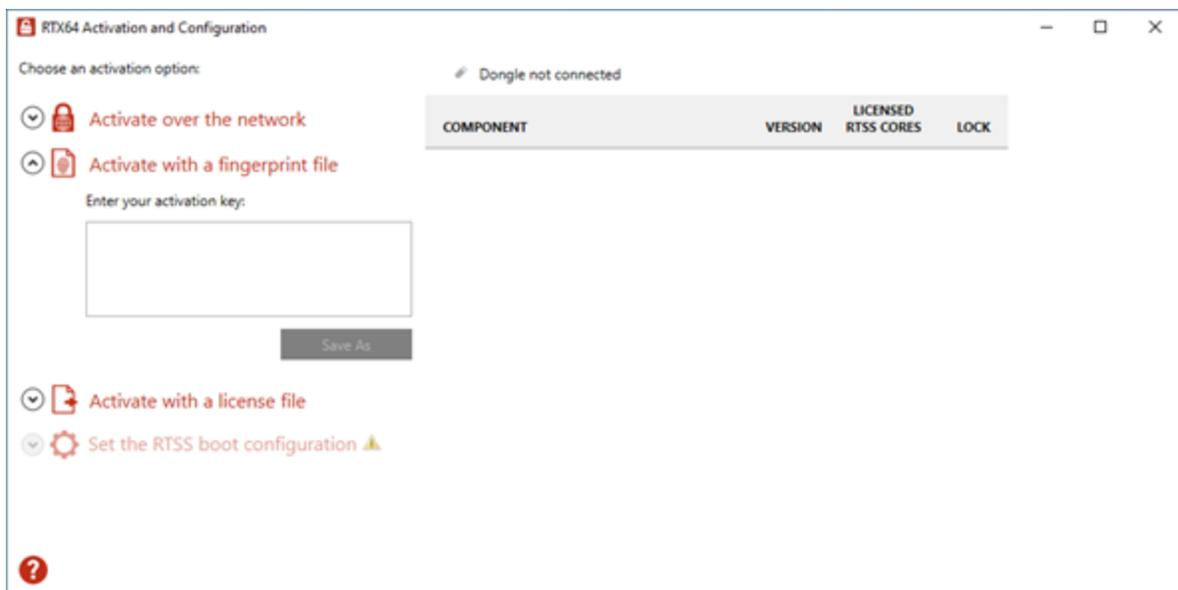 RTX64 Activation and Configuration
Choose an activation option:
Activate over the network
Activate with a fingerprint file
Enter your activation key:
Save As
Activate with a license file
Set the RTSS boot configuration
Dongle not connected
COMPONENT VERSION LICENSED RTSS CORES LOCK
?